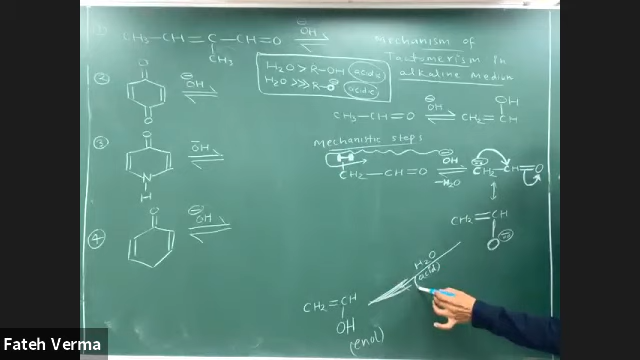 ① CH₃—CH=C—CH=O ⊖OH ⇌
CH₃
② O O ⊖OH ⇌
③ O N H ŌH ⇌
④ O ⊖OH ⇌
H₂O > R—OH (acidic)
H₂O >>> R— (acidic)
Mechanism of
Tautomerism in
alkaline medium
CH₃—CH=O ⊖OH ⇌ CH₂=CH
OH
Mechanistic steps
H
CH₂—CH=O OH ⇌ —H₂O CH₂—CH=O
CH₂=CH
O
H₂O
(acid)
CH₂=CH
OH
(enol)
Fateh Verma